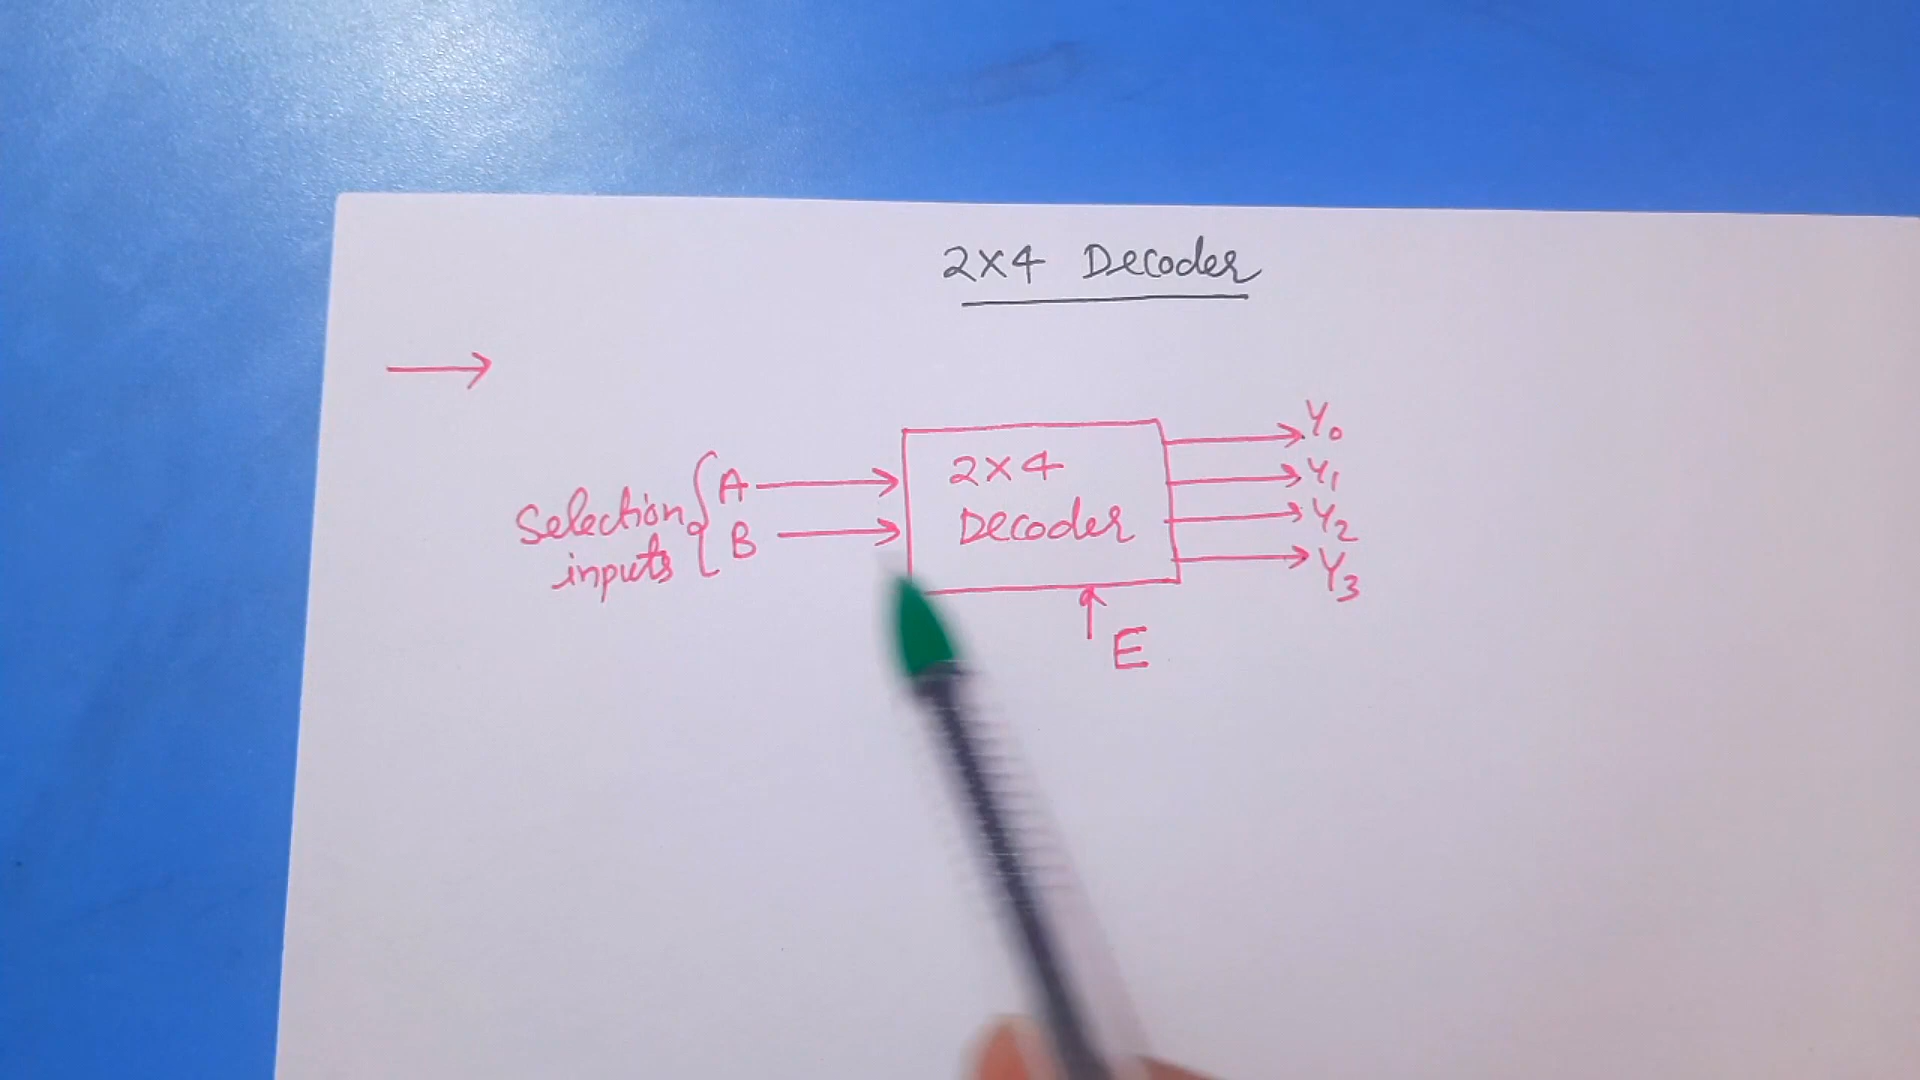 2x4 Decoder
Selection inputs
A
B
2x4
Decoder
Y0
Y1
Y2
Y3
E